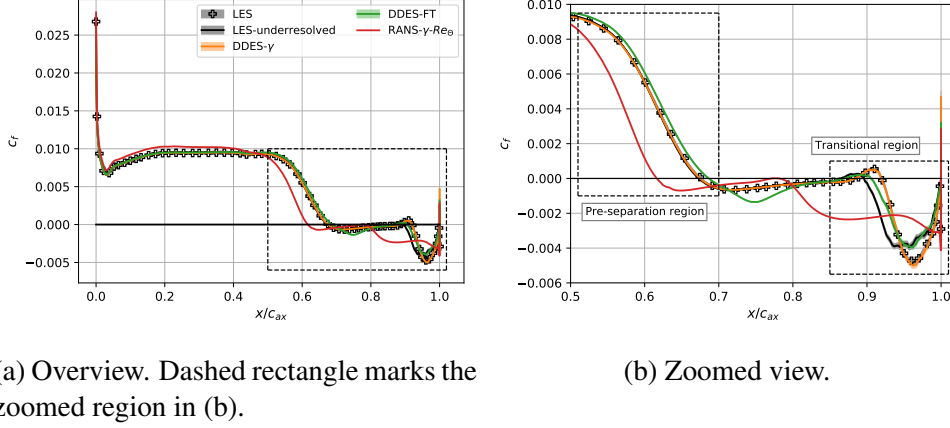 LES
LES-underresolved
DDES-γ
DDES-FT
RANS-γ-Re_Θ
0.025
0.020
0.015
0.010
0.005
0.000
−0.005
c_f
0.0 0.2 0.4 0.6 0.8 1.0
x/c_ax
0.010
0.008
0.006
0.004
0.002
0.000
−0.002
−0.004
−0.006
c_f
Transitional region
Pre-separation region
0.5 0.6 0.7 0.8 0.9 1.0
x/c_ax
a) Overview. Dashed rectangle marks the
zoomed region in (b).
(b) Zoomed view.